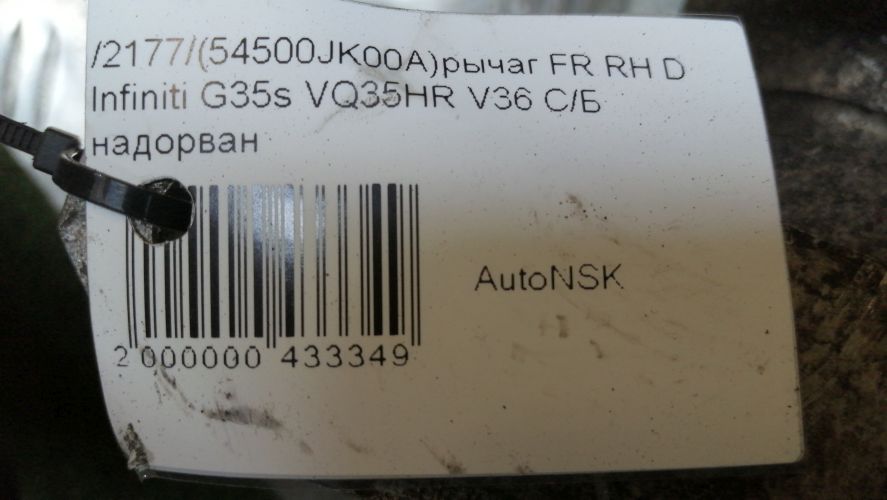 /2177/(54500JK00A)рычаг FR RH D
Infiniti G35s VQ35HR V36 С/Б
надорван
AutoNSK
2 000000 433349